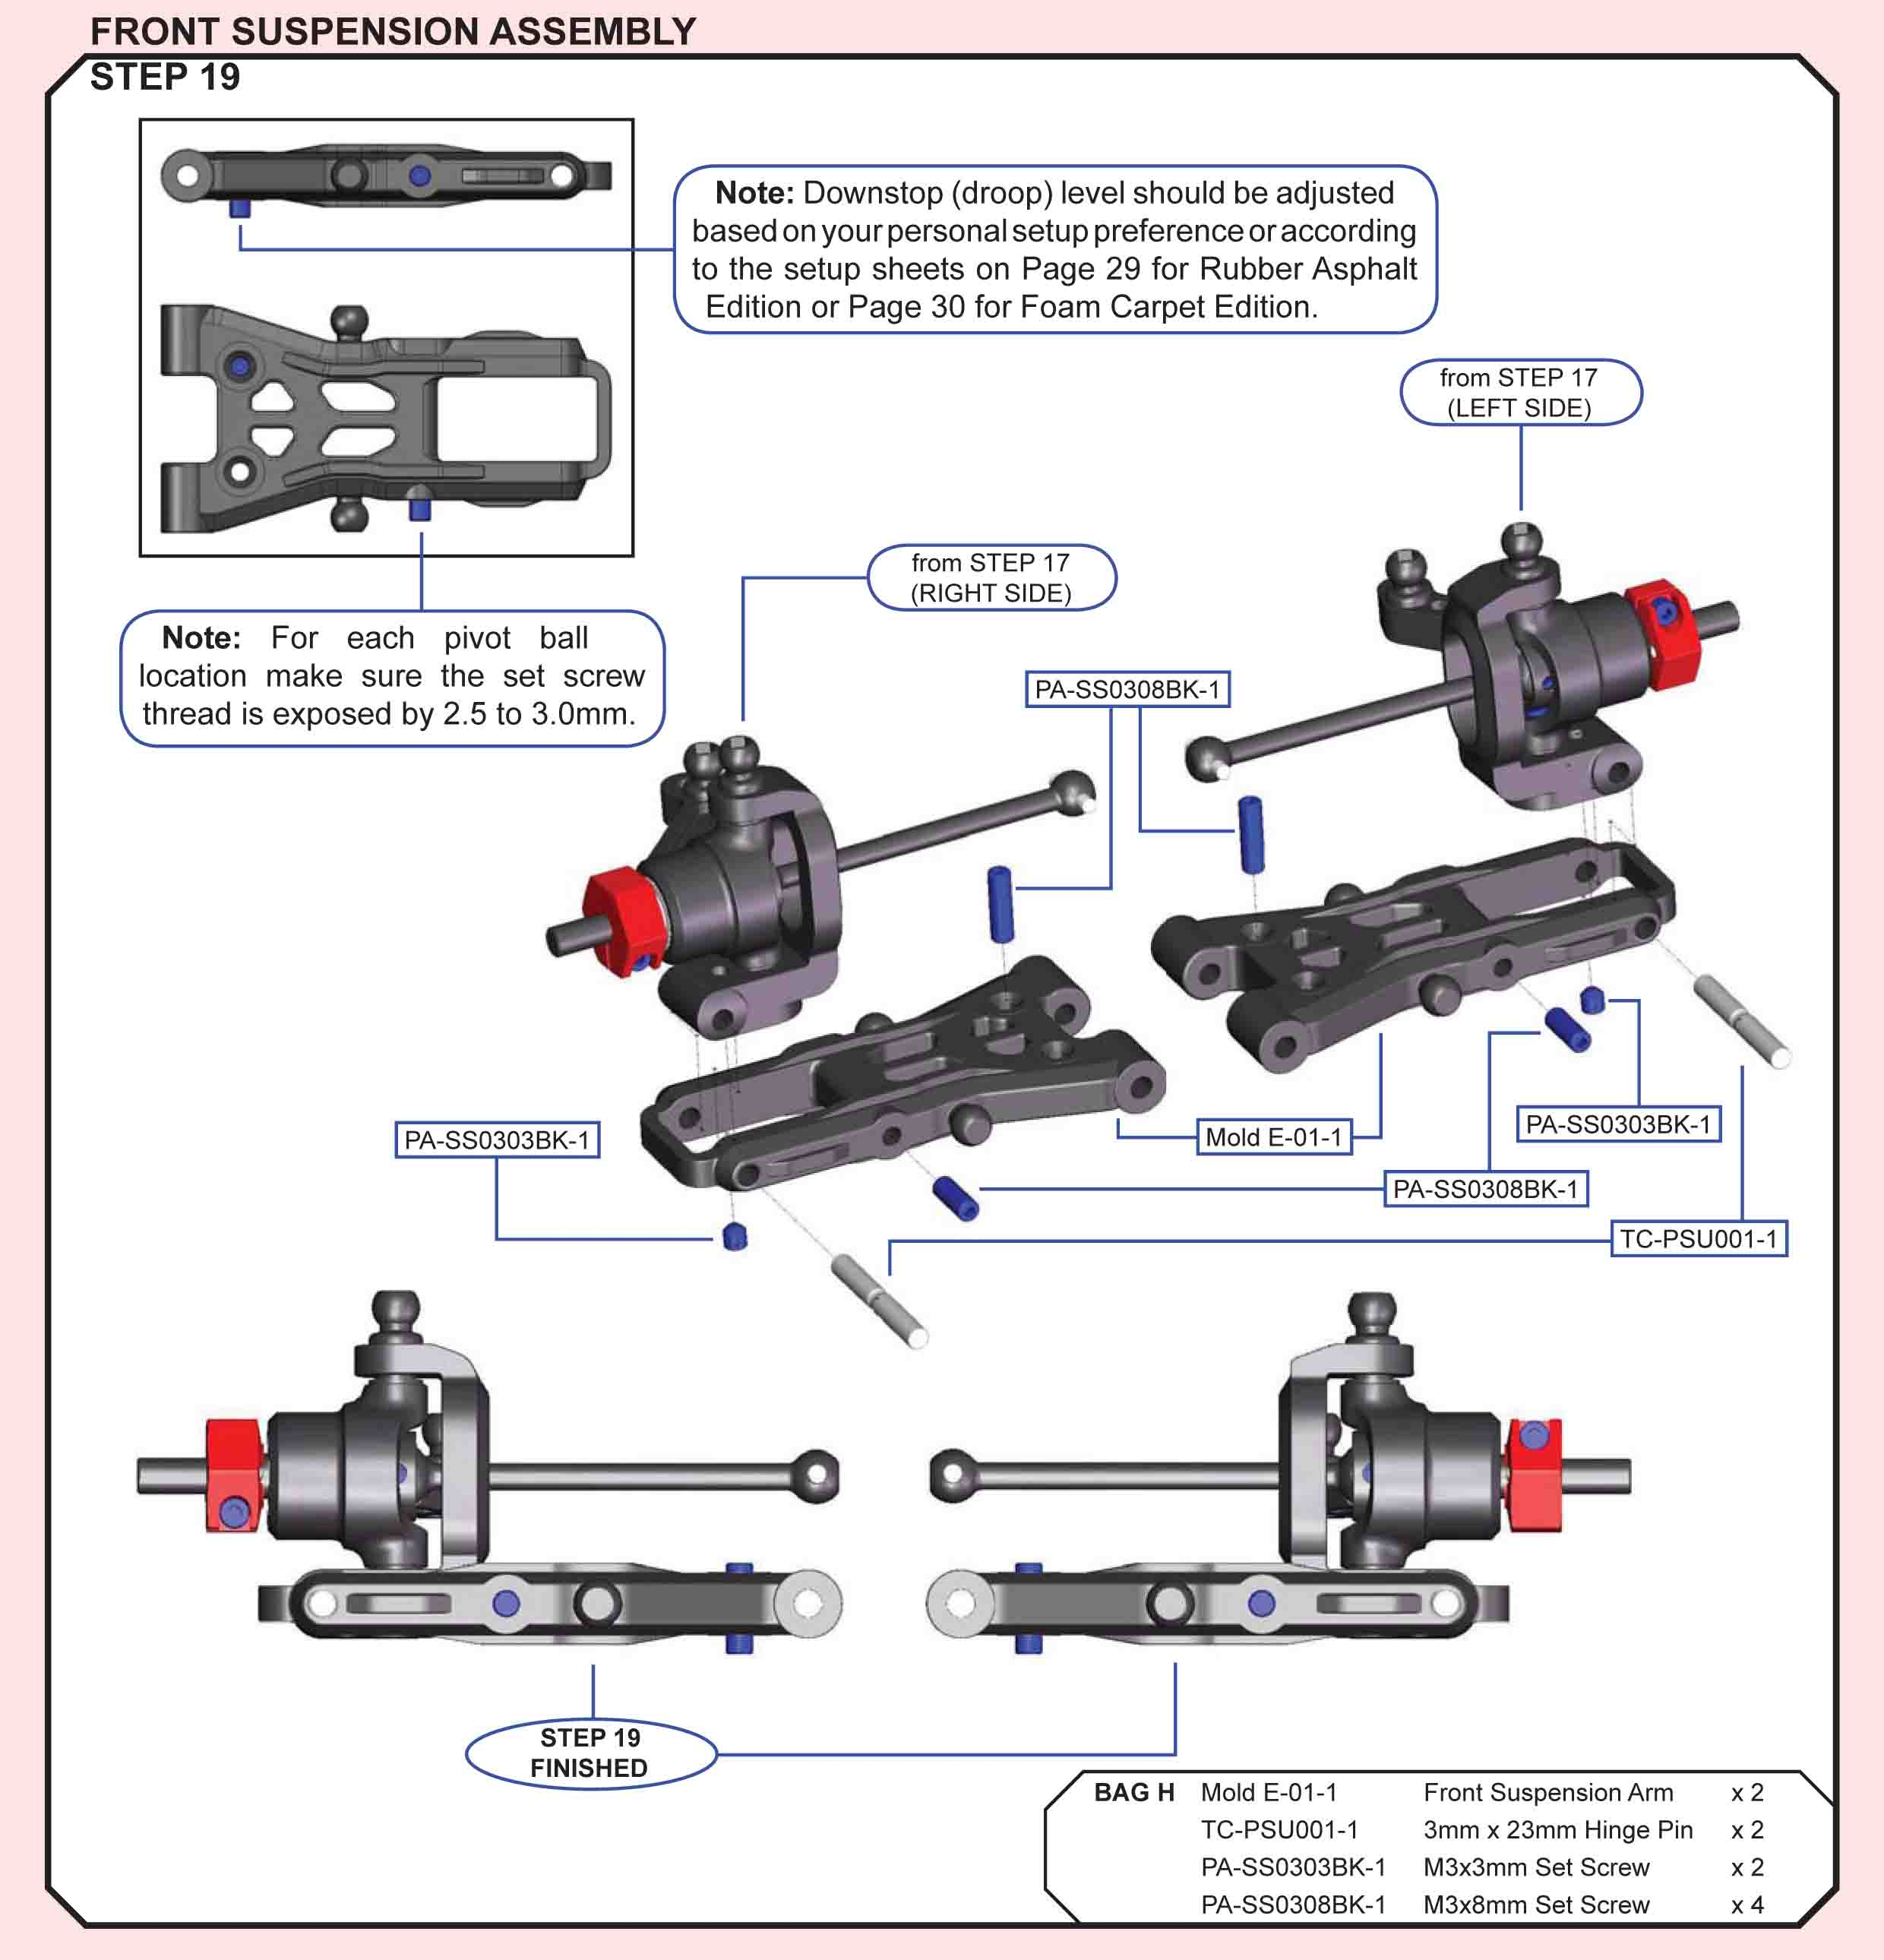 FRONT SUSPENSION ASSEMBLY
STEP 19
Note: Downstop (droop) level should be adjusted
based on your personal setup preference or according
to the setup sheets on Page 29 for Rubber Asphalt
Edition or Page 30 for Foam Carpet Edition.
from STEP 17
(LEFT SIDE)
from STEP 17
(RIGHT SIDE)
Note: For each pivot ball
location make sure the set screw
thread is exposed by 2.5 to 3.0mm.
PA-SS0308BK-1
PA-SS0303BK-1
Mold E-01-1
PA-SS0303BK-1
PA-SS0308BK-1
TC-PSU001-1
STEP 19
FINISHED
BAG H Mold E-01-1 Front Suspension Arm x 2
TC-PSU001-1 3mm x 23mm Hinge Pin x 2
PA-SS0303BK-1 M3x3mm Set Screw x 2
PA-SS0308BK-1 M3x8mm Set Screw x 4